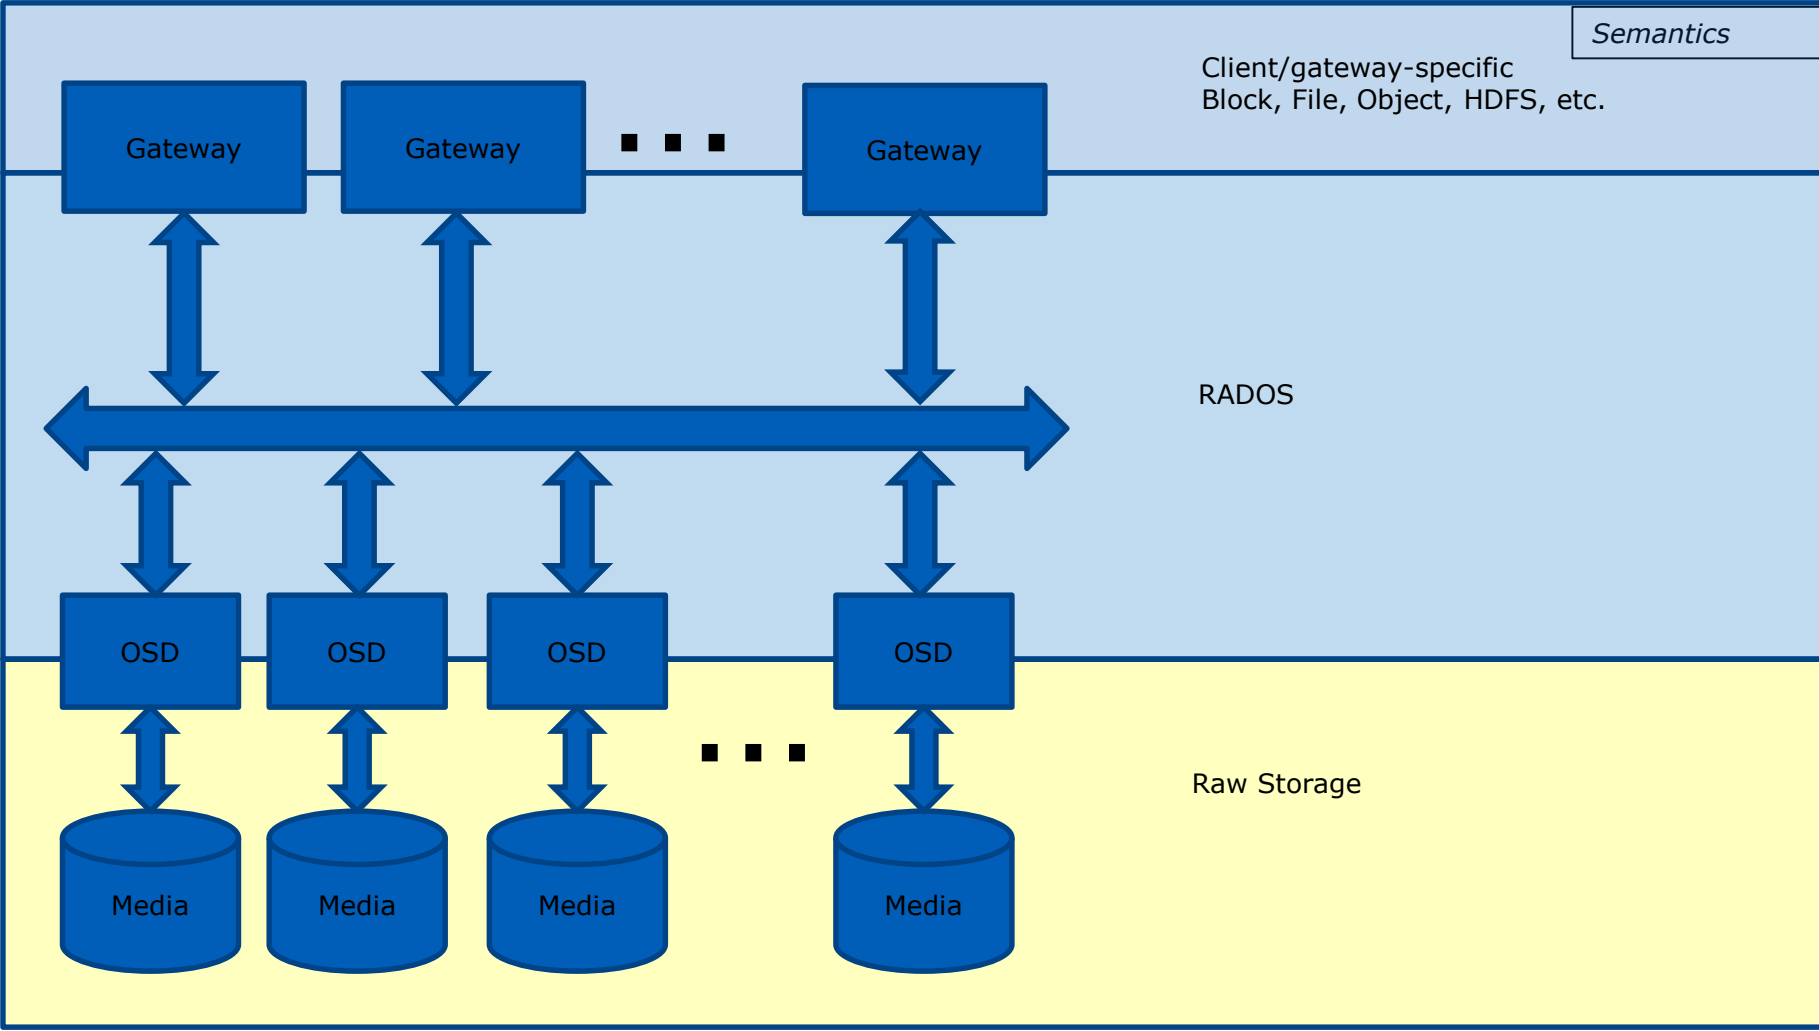 Semantics
Client/gateway-specific
Block, File, Object, HDFS, etc.
Gateway
Gateway
Gateway
RADOS
OSD
OSD
OSD
OSD
Raw Storage
Media
Media
Media
Media